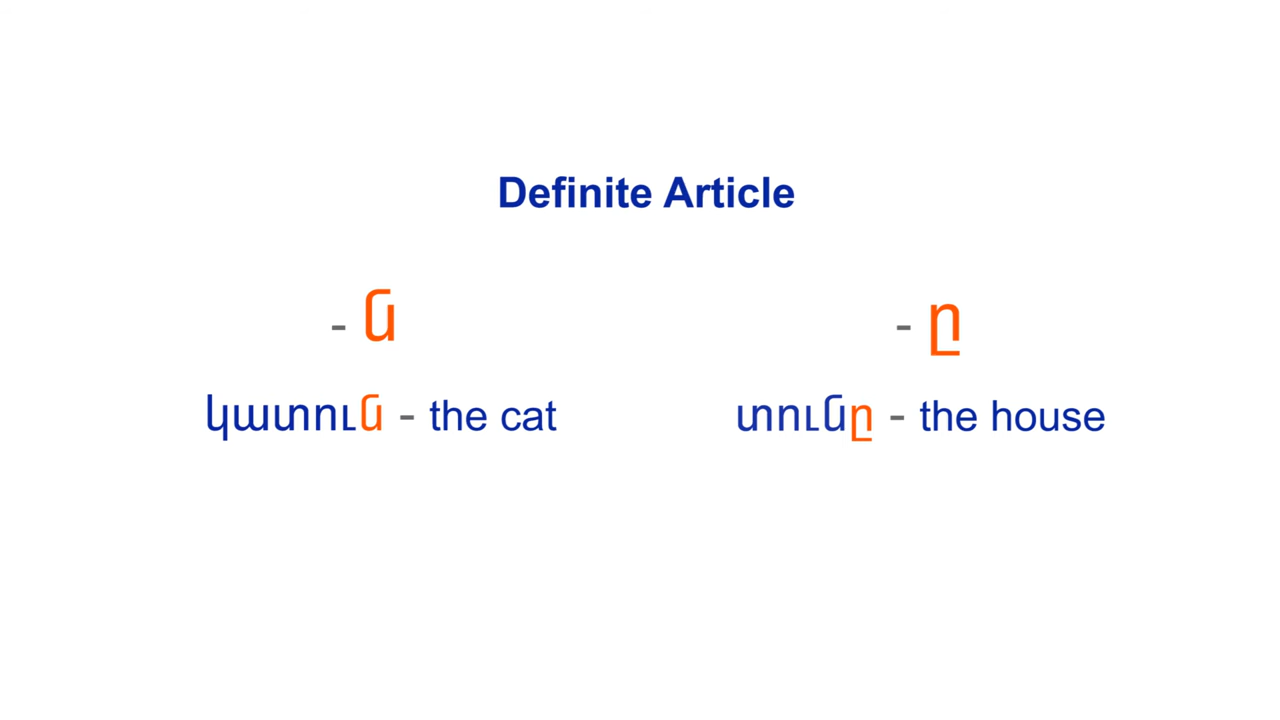 Definite Article
- ն
- ը
կատուն - the cat
տունը - the house